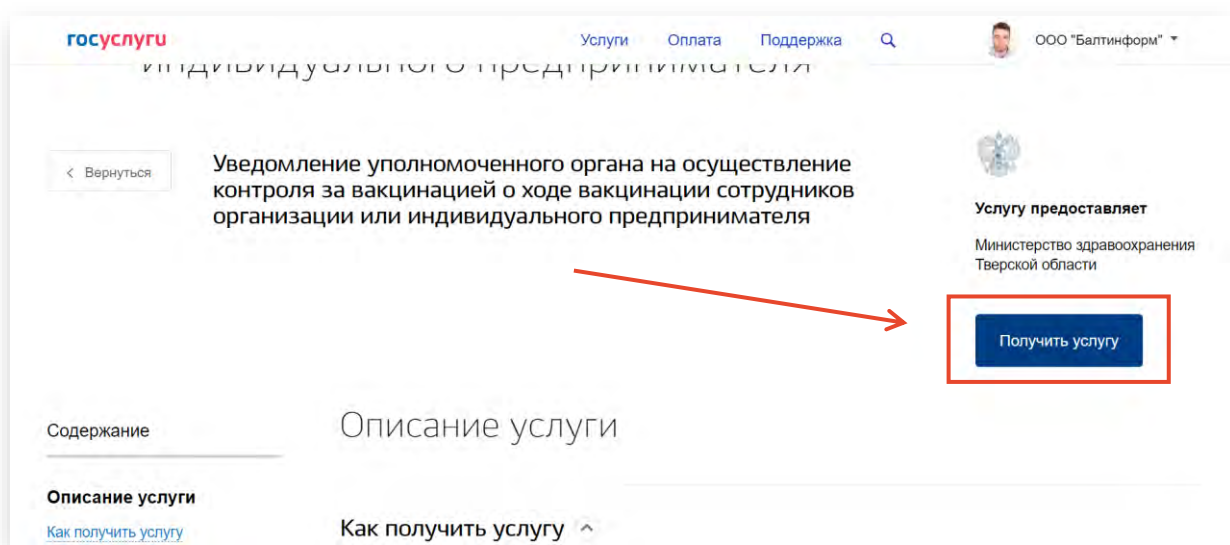 госуслуги
Услуги
Оплата
Поддержка
ООО "Балтинформ"
индивидуального предпринимателя
< Вернуться
Уведомление уполномоченного органа на осуществление
контроля за вакцинацией о ходе вакцинации сотрудников
организации или индивидуального предпринимателя
Услугу предоставляет
Министерство здравоохранения
Тверской области
Получить услугу
Содержание
Описание услуги
Описание услуги
Как получить услугу
Как получить услугу